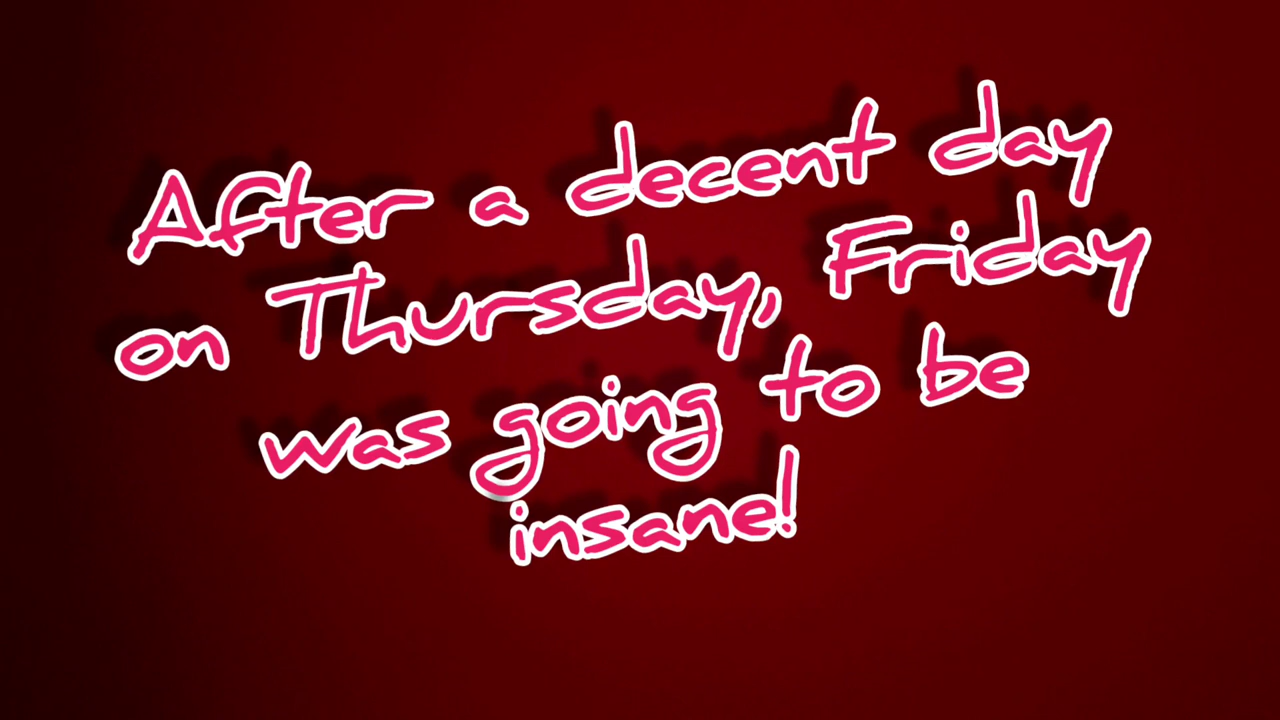 After a decent day
on Thursday, Friday
was going to be
insane!